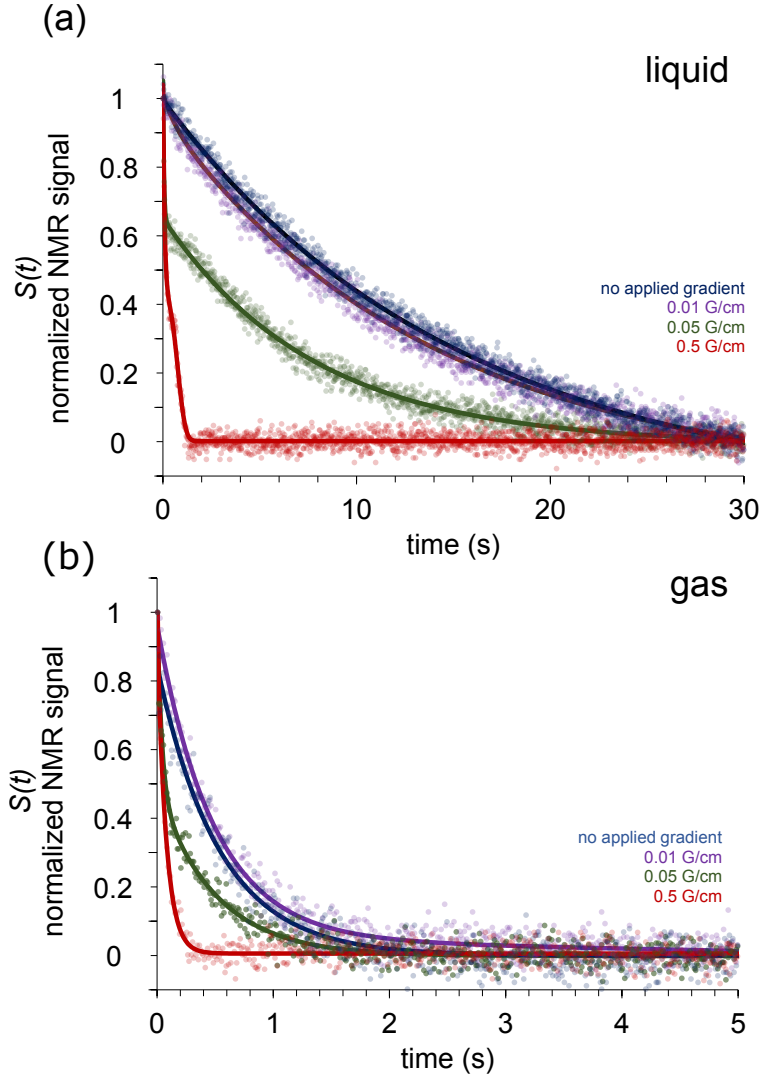 (a)
liquid
S(t)
normalized NMR signal
1
0.8
0.6
0.4
0.2
0
no applied gradient
0.01 G/cm
0.05 G/cm
0.5 G/cm
0
10
20
30
time (s)
(b)
gas
S(t)
normalized NMR signal
1
0.8
0.6
0.4
0.2
0
no applied gradient
0.01 G/cm
0.05 G/cm
0.5 G/cm
0
1
2
3
4
5
time (s)